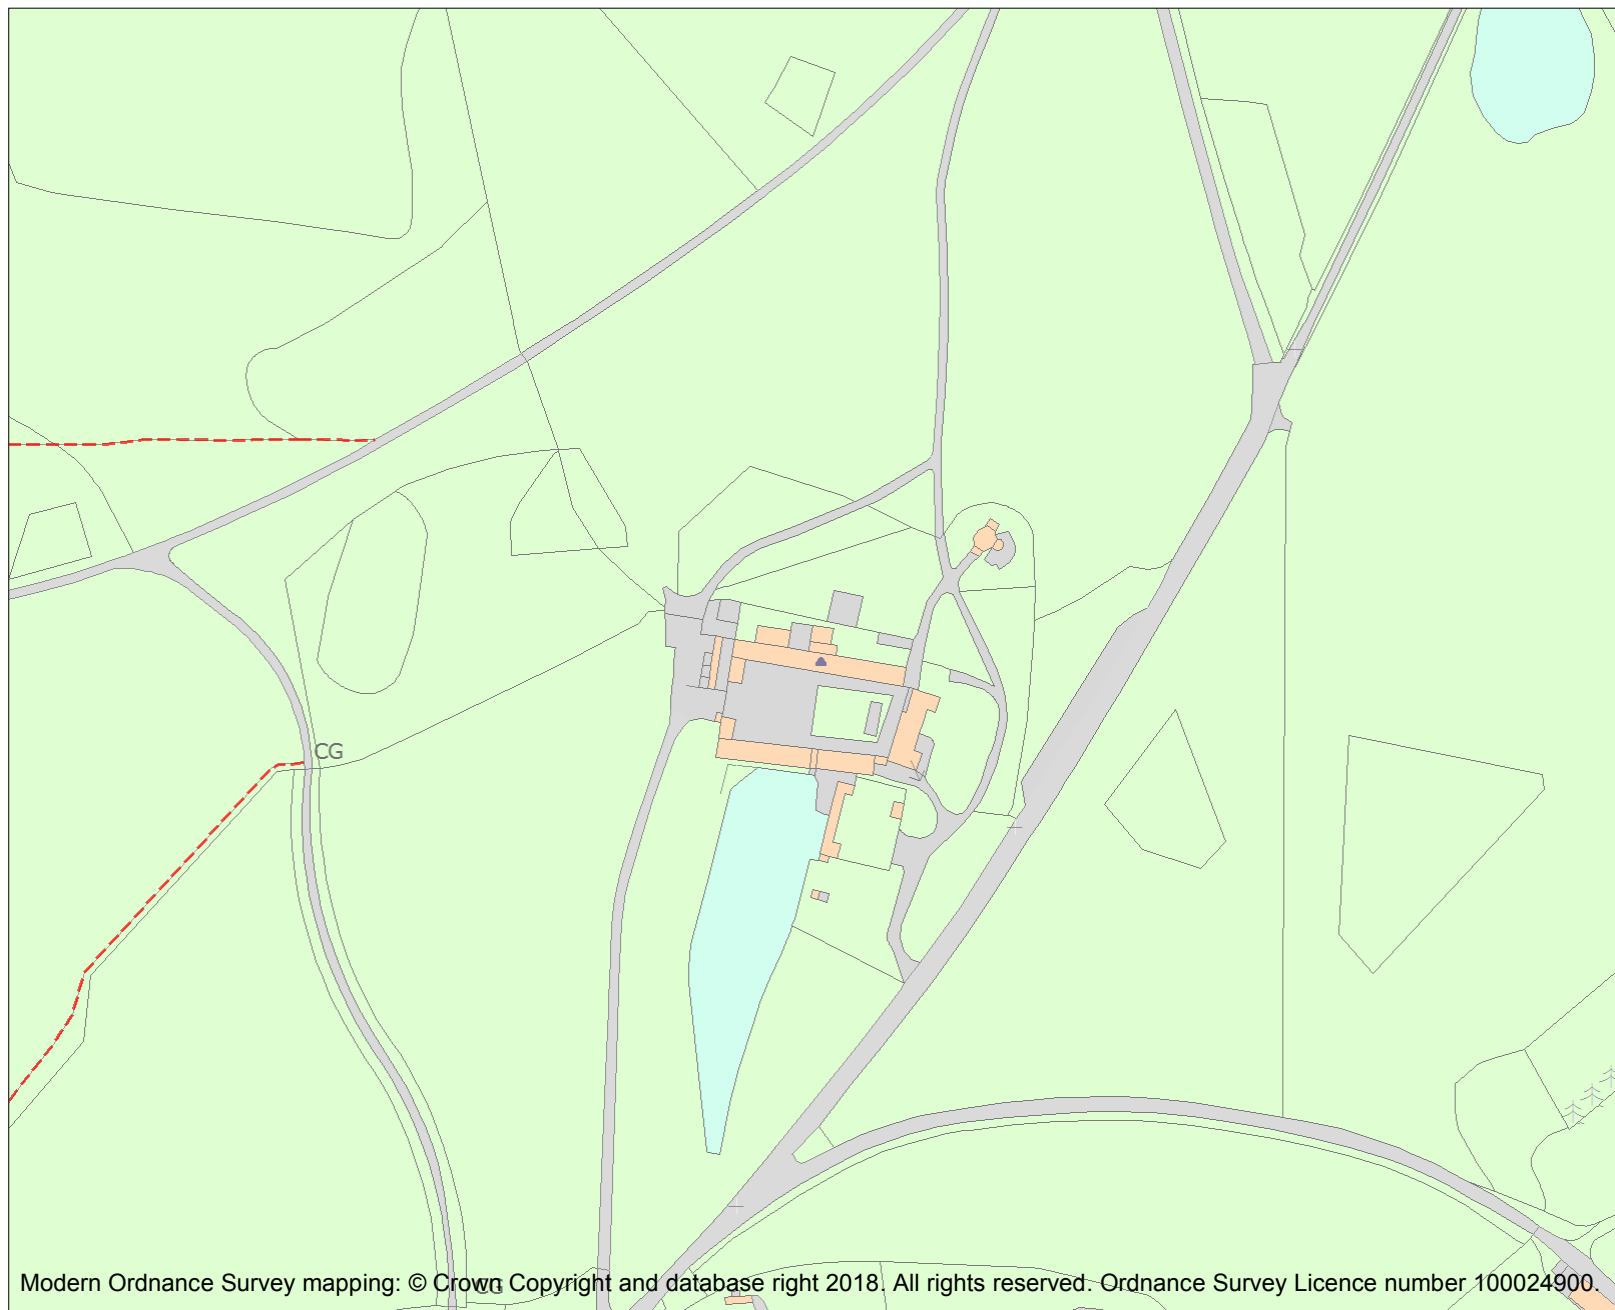 CG
CG
Modern Ordnance Survey mapping: © Crown Copyright and database right 2018. All rights reserved. Ordnance Survey Licence number 100024900.